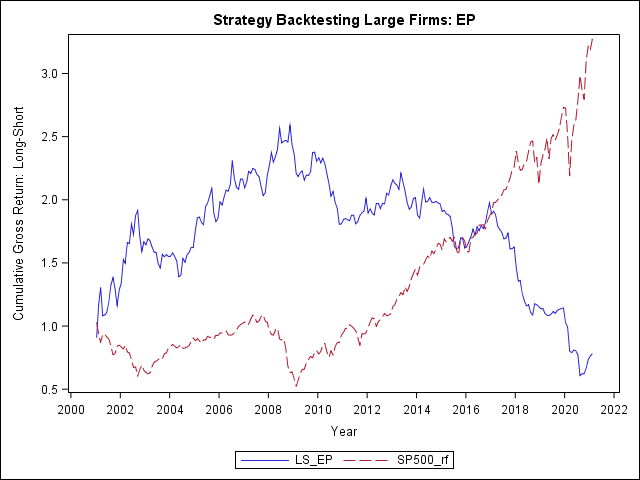 Strategy Backtesting Large Firms: EP
Cumulative Gross Return: Long-Short
3.0
2.5
2.0
1.5
1.0
0.5
2000 2002 2004 2006 2008 2010 2012 2014 2016 2018 2020 2022
Year
LS_EP SP500_rf